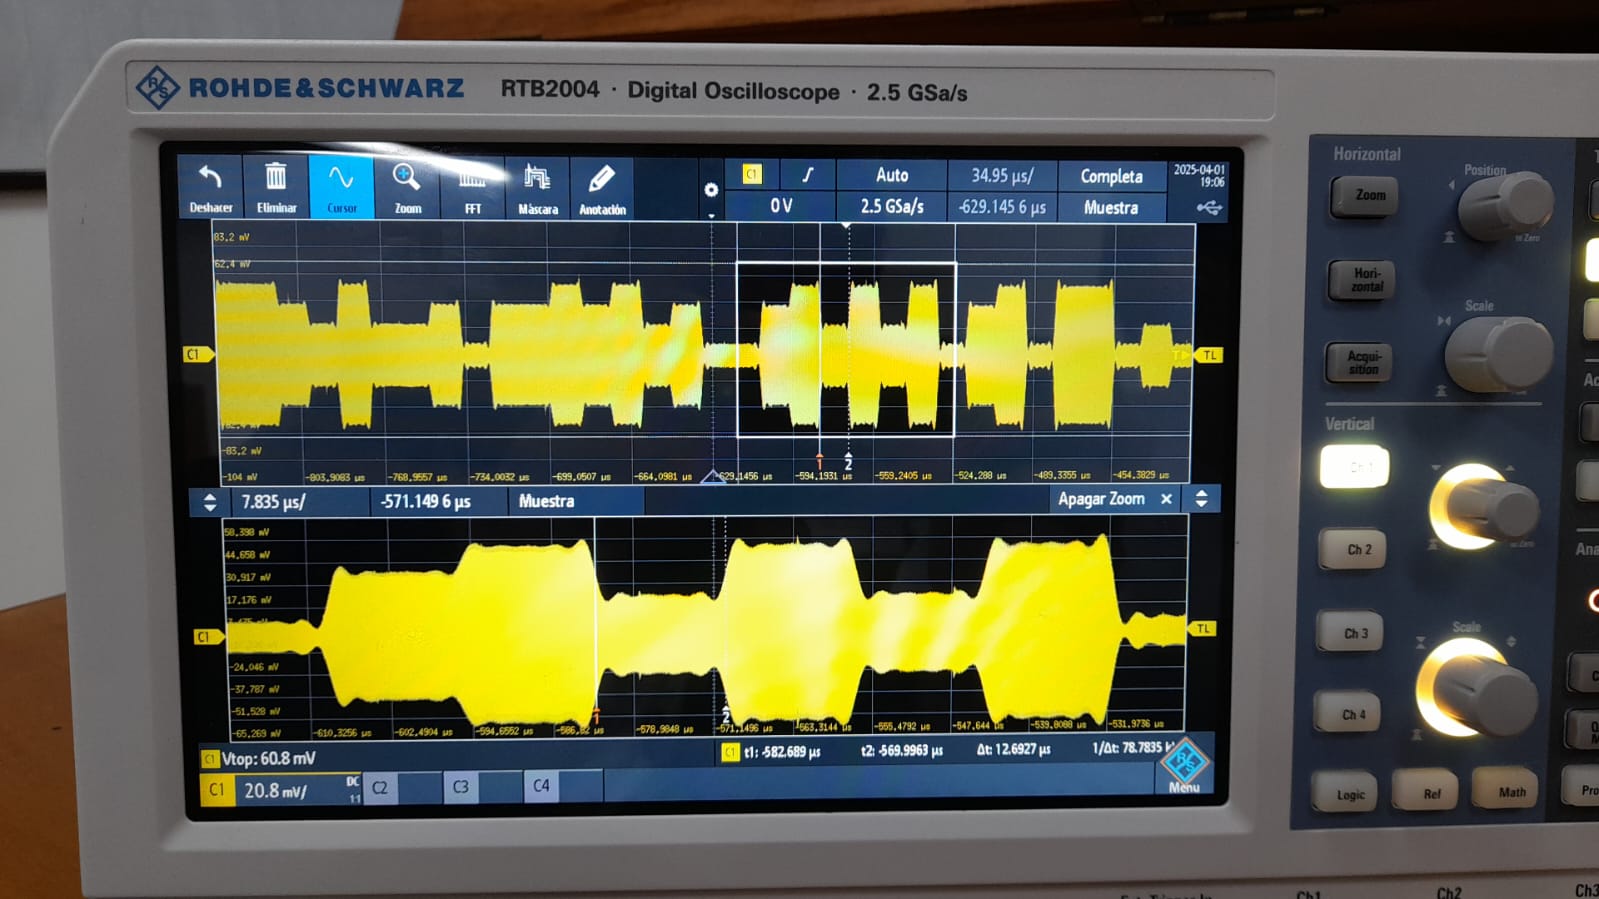 ROHDE&SCHWARZ RTB2004 · Digital Oscilloscope · 2.5 GSa/s
Deshacer Eliminar Cursor Zoom FFT Máscara Anotación
C1 Auto 34.95 µs/ Completa 2025-04-01
19:06
0 V 2.5 GSa/s -629.145 6 µs Muestra
83.2 mV
62.4 mV
C1 TL
-83.2 mV
-104 mV -803.9083 µs -768.9557 µs -734.0032 µs -699.0507 µs -664.0981 µs -629.1456 µs -594.1931 µs -559.2405 µs -524.288 µs -489.3355 µs -454.3829 µs
1 2
7.835 µs/ -571.149 6 µs Muestra Apagar Zoom ×
58.398 mV
44.658 mV
30.917 mV
17.176 mV
C1 TL
-24.046 mV
-37.787 mV
-51.528 mV
1 2
-65.269 mV -610.3256 µs -602.4904 µs -594.6552 µs -586.82 µs -578.9848 µs -571.1496 µs -563.3144 µs -555.4792 µs -547.644 µs -539.8088 µs -531.9736 µs
C1 Vtop: 60.8 mV C1 t1: -582.689 µs t2: -569.9963 µs Δt: 12.6927 µs 1/Δt: 78.7835 k
C1 20.8 mV/ DC
1:1
C2 C3 C4
R&S
Menu
Horizontal
Position
Zoom
Hori-
zontal
Scale
Acqui-
sition
Vertical
Ch 1
Ch 2
Ch 3
Scale
Ch 4
Logic Ref Math
Ch1 Ch2 Ch3